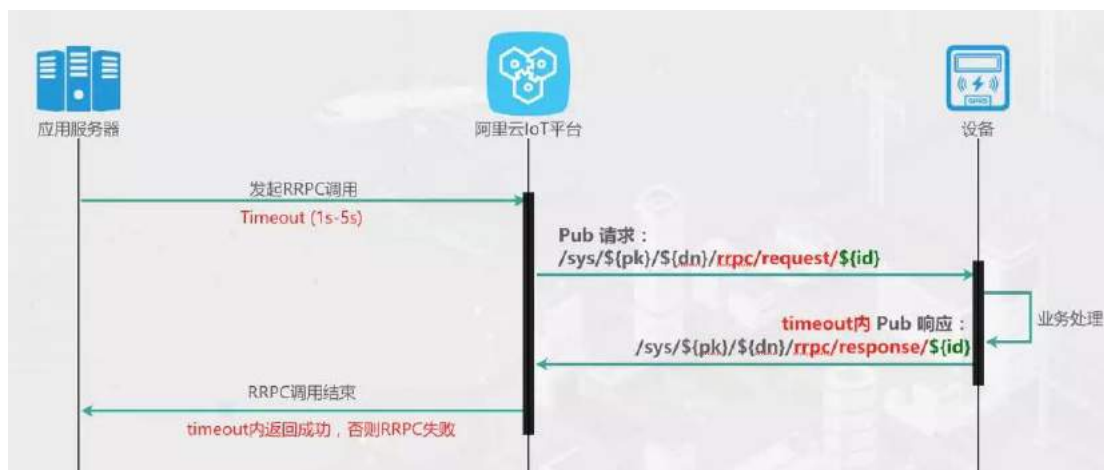 应用服务器
阿里云IoT平台
GPRS
设备
发起RRPC调用
Timeout (1s-5s)
Pub 请求：
/sys/${pk}/${dn}/rrpc/request/${id}
业务处理
timeout内 Pub 响应：
/sys/${pk}/${dn}/rrpc/response/${id}
RRPC调用结束
timeout内返回成功，否则RRPC失败